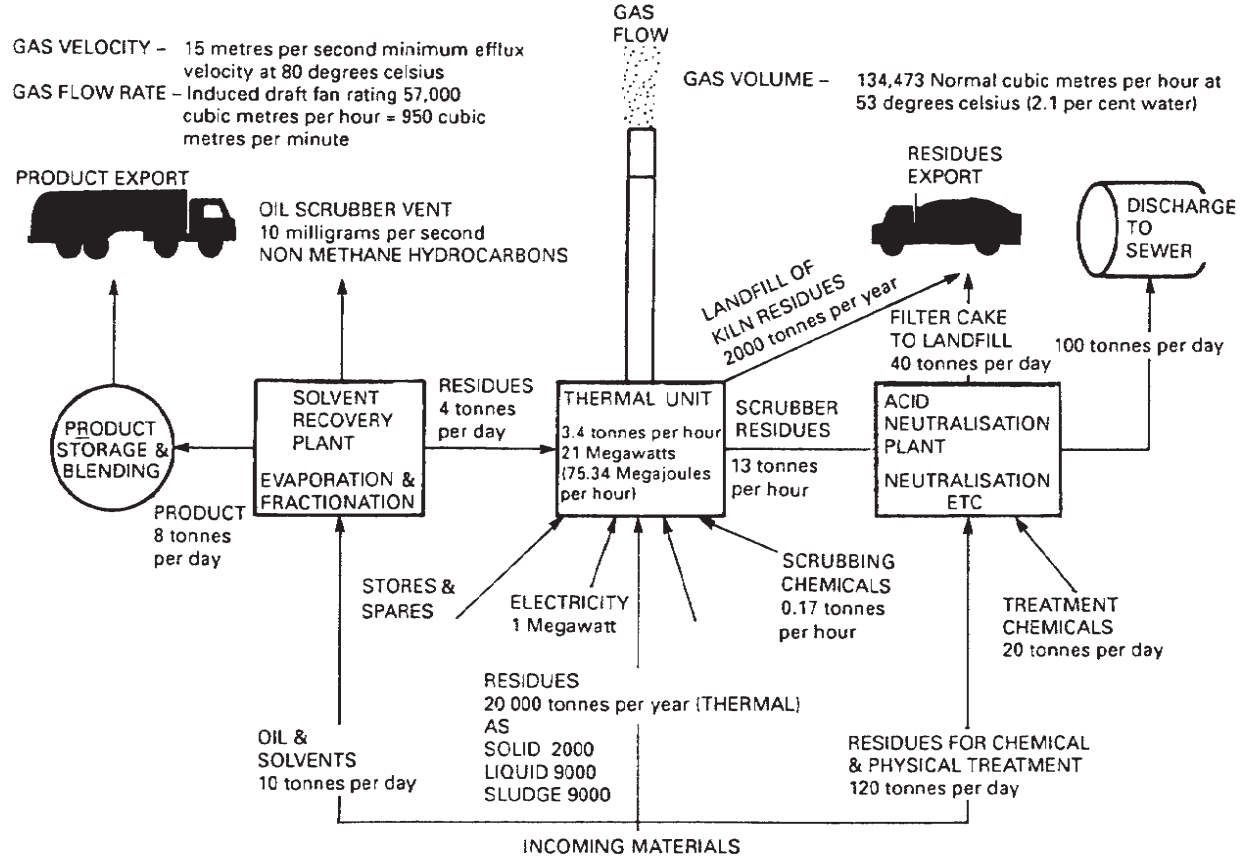 GAS VELOCITY – 15 metres per second minimum efflux
velocity at 80 degrees celsius
GAS FLOW RATE – Induced draft fan rating 57,000
cubic metres per hour = 950 cubic
metres per minute
GAS
FLOW
GAS VOLUME – 134,473 Normal cubic metres per hour at
53 degrees celsius (2.1 per cent water)
PRODUCT EXPORT
OIL SCRUBBER VENT
10 milligrams per second
NON METHANE HYDROCARBONS
RESIDUES
EXPORT
DISCHARGE
TO
SEWER
LANDFILL OF
KILN RESIDUES
2000 tonnes per year
FILTER CAKE
TO LANDFILL
40 tonnes per day
100 tonnes per day
PRODUCT
STORAGE &
BLENDING
SOLVENT
RECOVERY
PLANT
EVAPORATION &
FRACTIONATION
RESIDUES
4 tonnes
per day
THERMAL UNIT
3.4 tonnes per hour
21 Megawatts
(75.34 Megajoules
per hour)
SCRUBBER
RESIDUES
13 tonnes
per hour
ACID
NEUTRALISATION
PLANT
NEUTRALISATION
ETC
PRODUCT
8 tonnes
per day
STORES &
SPARES
ELECTRICITY
1 Megawatt
SCRUBBING
CHEMICALS
0.17 tonnes
per hour
TREATMENT
CHEMICALS
20 tonnes per day
OIL &
SOLVENTS
10 tonnes per day
RESIDUES
20 000 tonnes per year (THERMAL)
AS
SOLID 2000
LIQUID 9000
SLUDGE 9000
RESIDUES FOR CHEMICAL
& PHYSICAL TREATMENT
120 tonnes per day
INCOMING MATERIALS